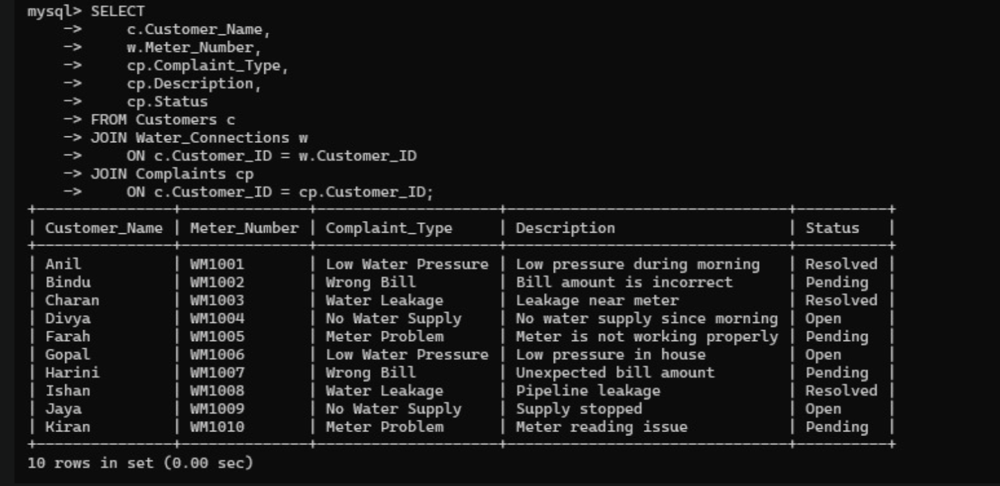 mysql> SELECT
    ->     c.Customer_Name,
    ->     w.Meter_Number,
    ->     cp.Complaint_Type,
    ->     cp.Description,
    ->     cp.Status
    -> FROM Customers c
    -> JOIN Water_Connections w
    ->     ON c.Customer_ID = w.Customer_ID
    -> JOIN Complaints cp
    ->     ON c.Customer_ID = cp.Customer_ID;
+---------------+--------------+--------------------+------------------------------+----------+
| Customer_Name | Meter_Number | Complaint_Type     | Description                  | Status   |
+---------------+--------------+--------------------+------------------------------+----------+
| Anil          | WM1001       | Low Water Pressure | Low pressure during morning  | Resolved |
| Bindu         | WM1002       | Wrong Bill         | Bill amount is incorrect     | Pending  |
| Charan        | WM1003       | Water Leakage      | Leakage near meter           | Resolved |
| Divya         | WM1004       | No Water Supply    | No water supply since morning | Open     |
| Farah         | WM1005       | Meter Problem      | Meter is not working properly | Pending  |
| Gopal         | WM1006       | Low Water Pressure | Low pressure in house        | Open     |
| Harini        | WM1007       | Wrong Bill         | Unexpected bill amount       | Pending  |
| Ishan         | WM1008       | Water Leakage      | Pipeline leakage             | Resolved |
| Jaya          | WM1009       | No Water Supply    | Supply stopped               | Open     |
| Kiran         | WM1010       | Meter Problem      | Meter reading issue          | Pending  |
+---------------+--------------+--------------------+------------------------------+----------+
10 rows in set (0.00 sec)